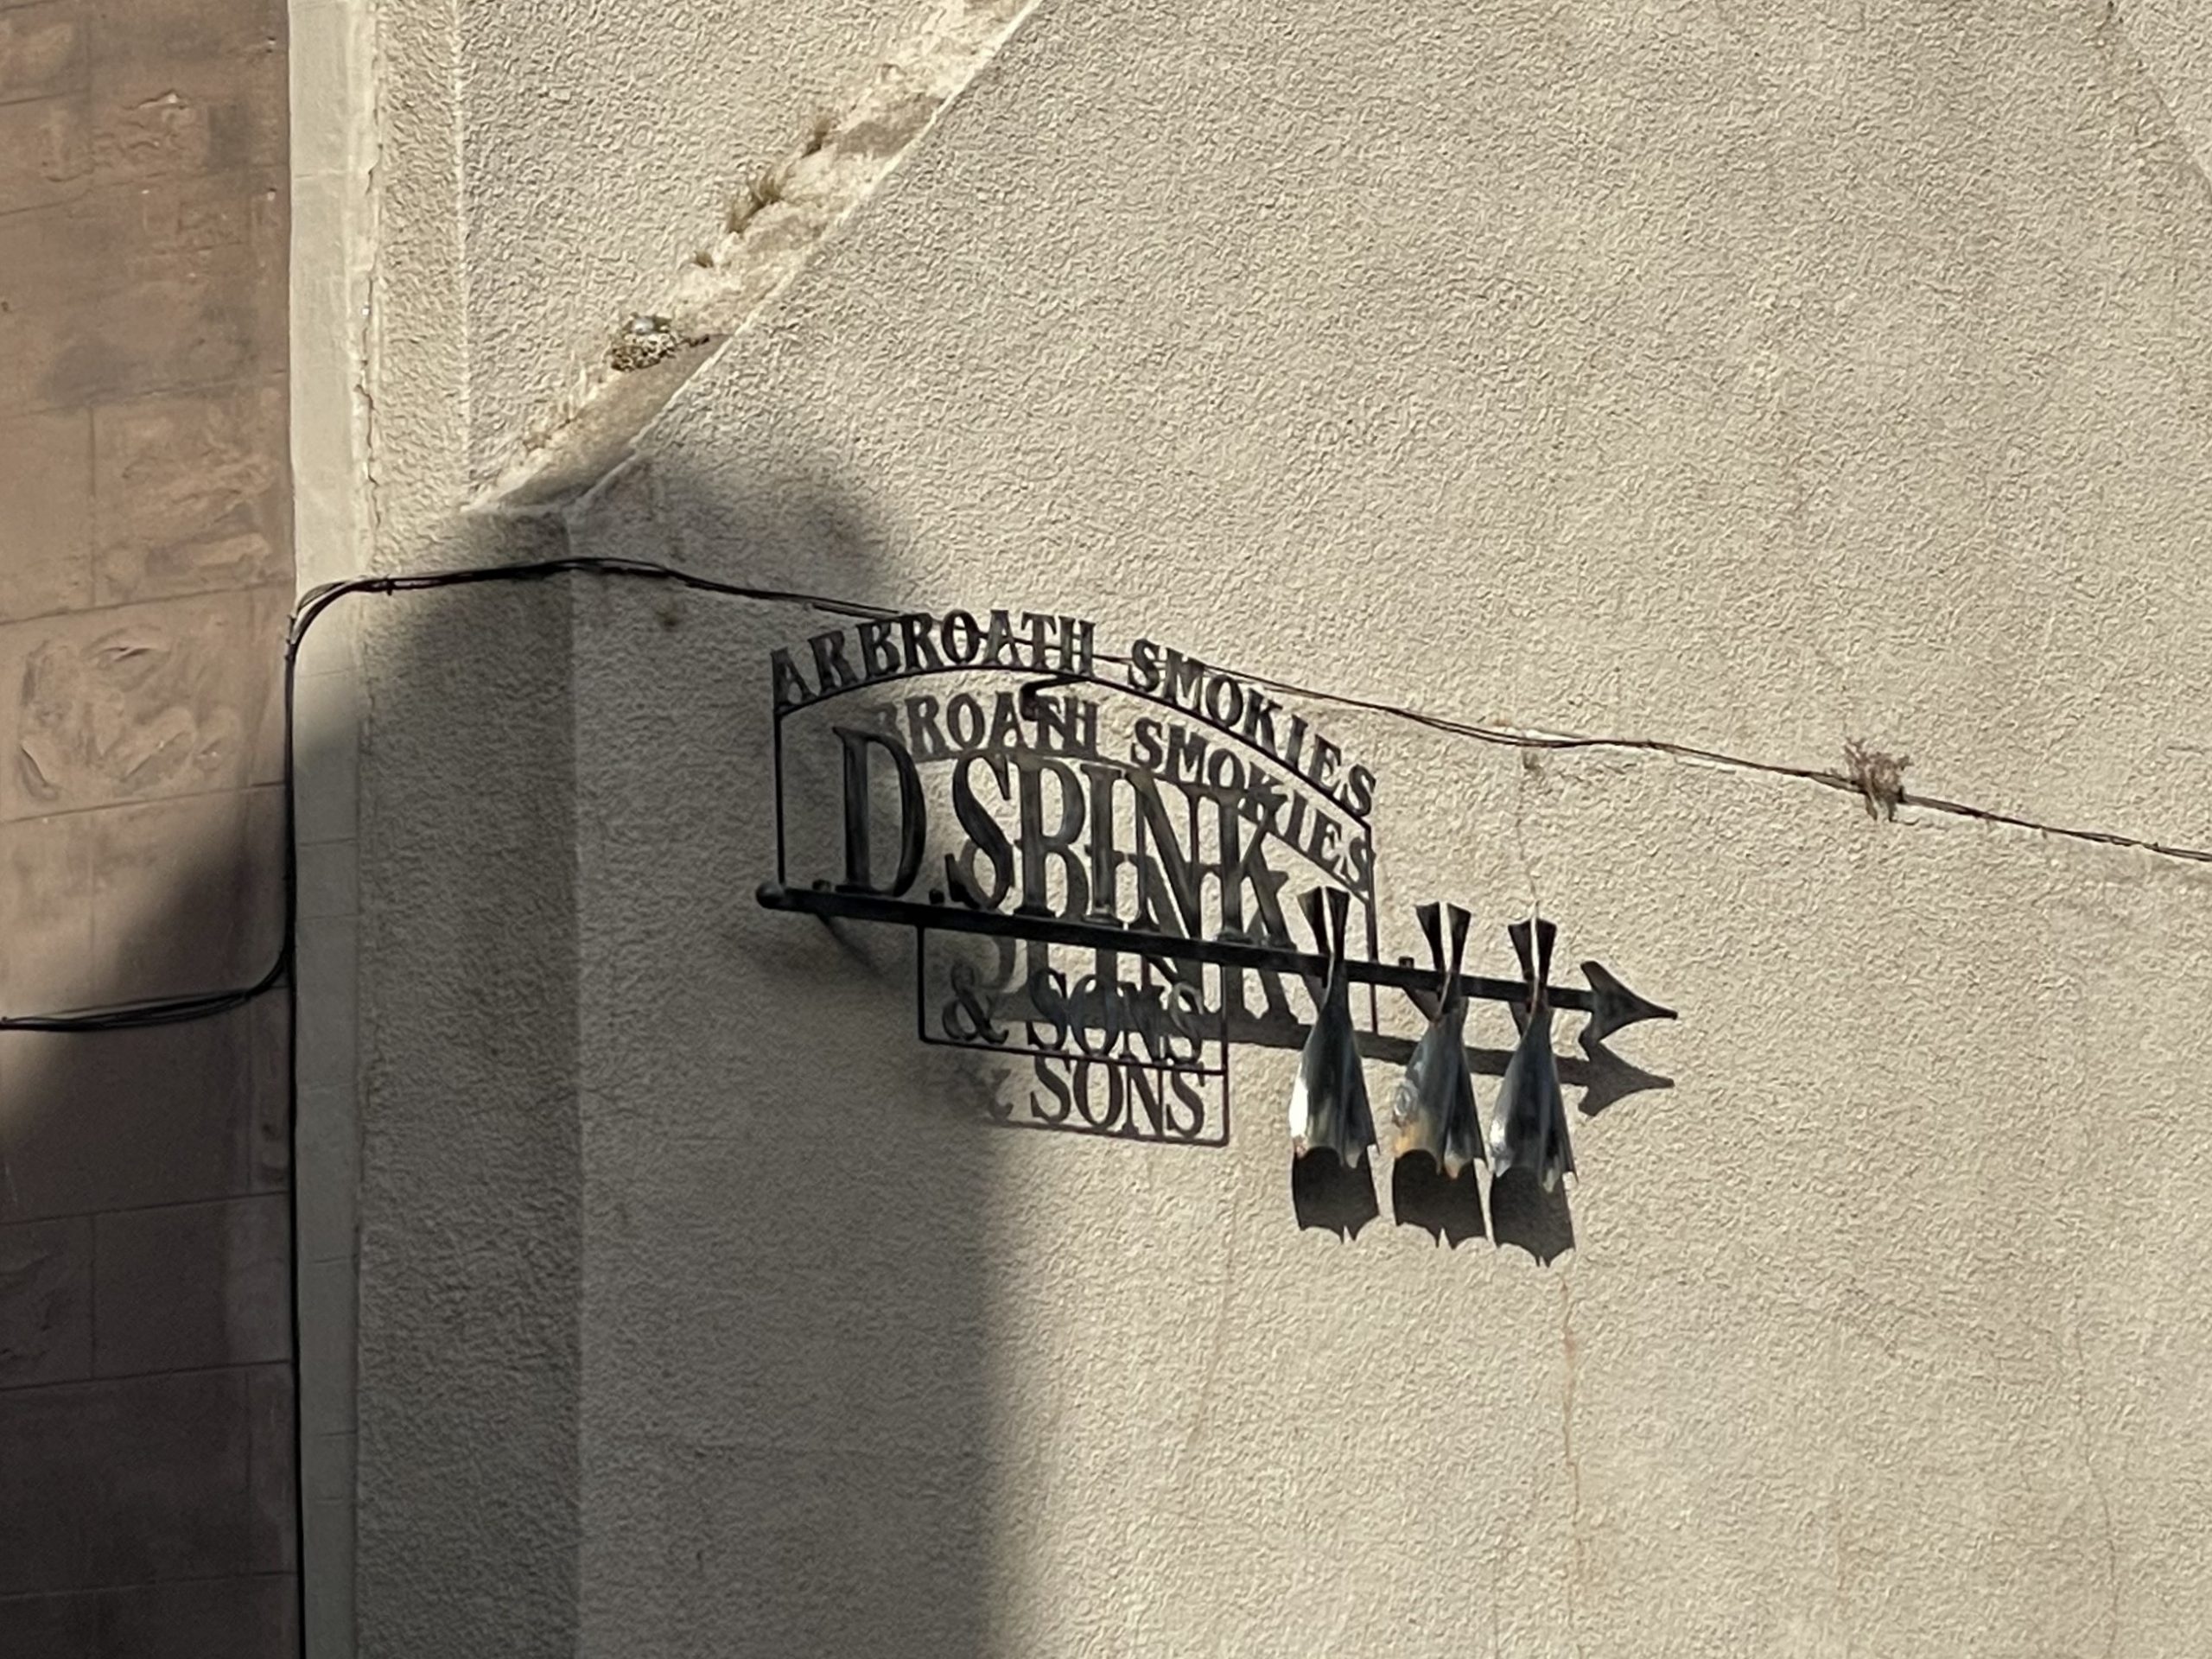 ARBROATH SMOKIES
D. SPINK
& SONS